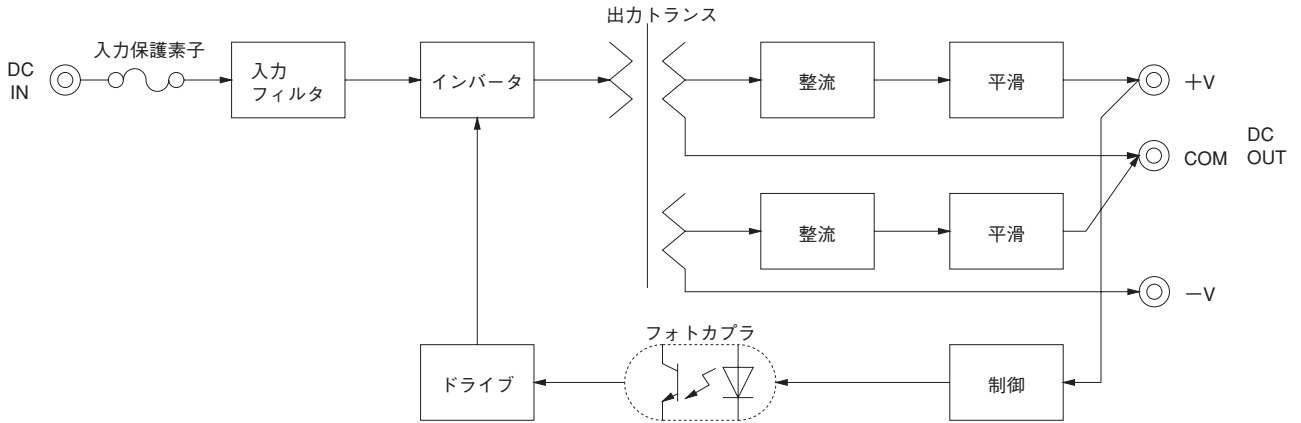 出力トランス
入力保護素子
DC
IN
入力
フィルタ
インバータ
整流
平滑
+V
COM
DC
OUT
整流
平滑
−V
フォトカプラ
ドライブ
制御